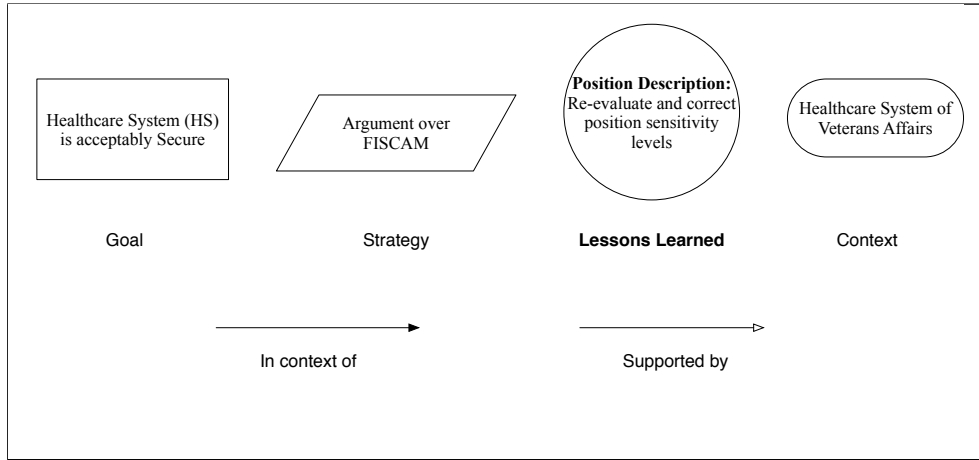 Healthcare System (HS)
is acceptably Secure
Argument over
FISCAM
Position Description:
Re-evaluate and correct
position sensitivity
levels
Healthcare System of
Veterans Affairs
Goal
Strategy
Lessons Learned
Context
In context of
Supported by